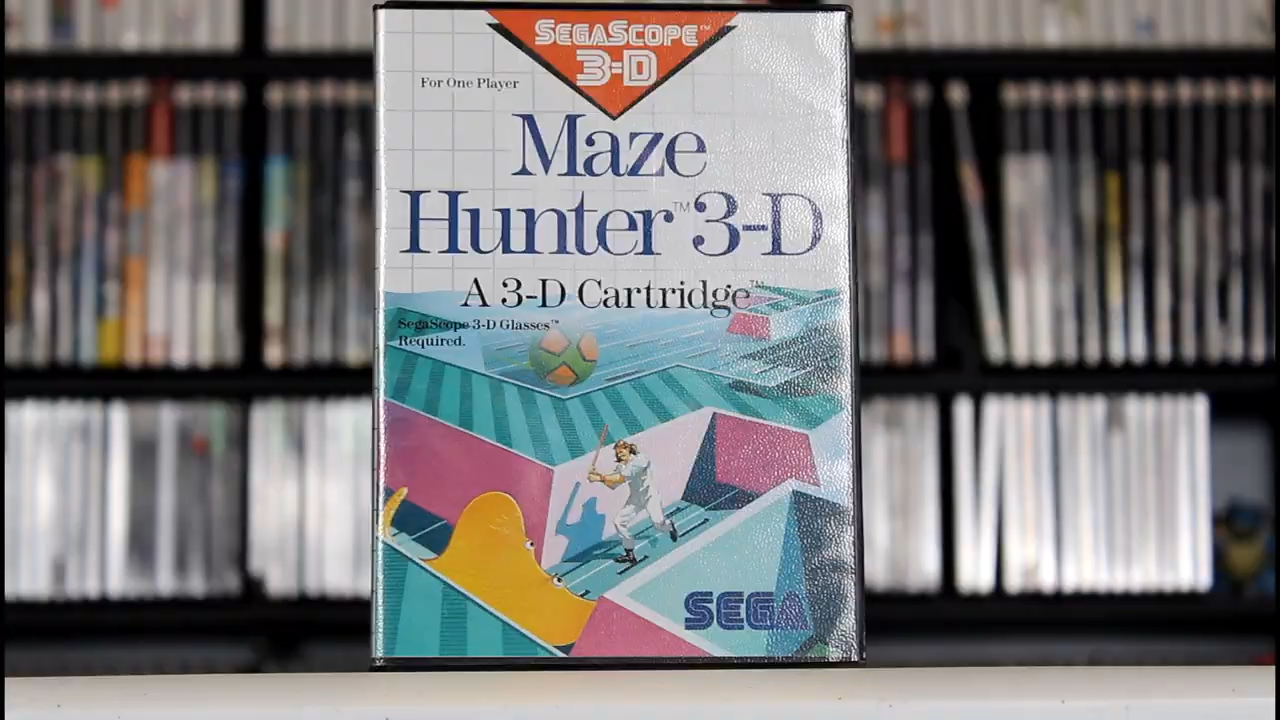 SEGASCOPE™
3-D
For One Player
Maze
Hunter™ 3-D
A 3-D Cartridge™
SegaScope 3-D Glasses™
Required.
SEGA